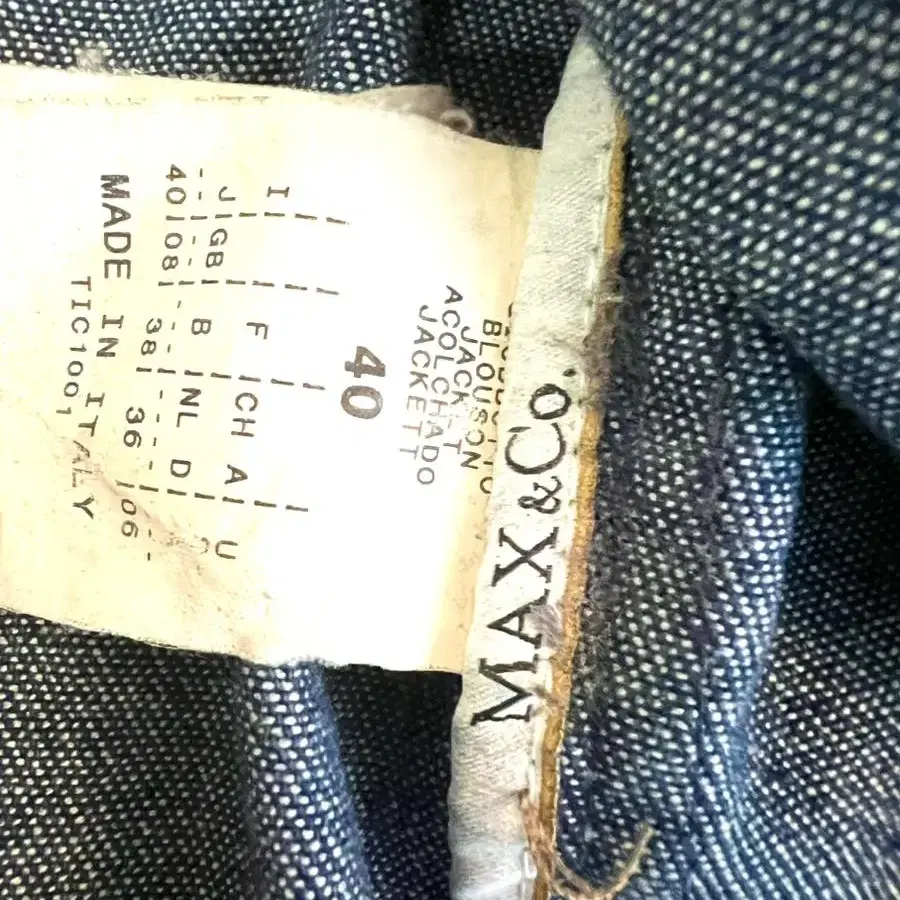 MAX&Co.
BLOUSON
JACKET
ACOLCHADO
JACKETT
40
I | F | CH A | U
J | GB | B | NL D |
-- | -- | -- | -- | --
40 | 08 | 38 | 36 | 06
MADE IN ITALY
TIC1001